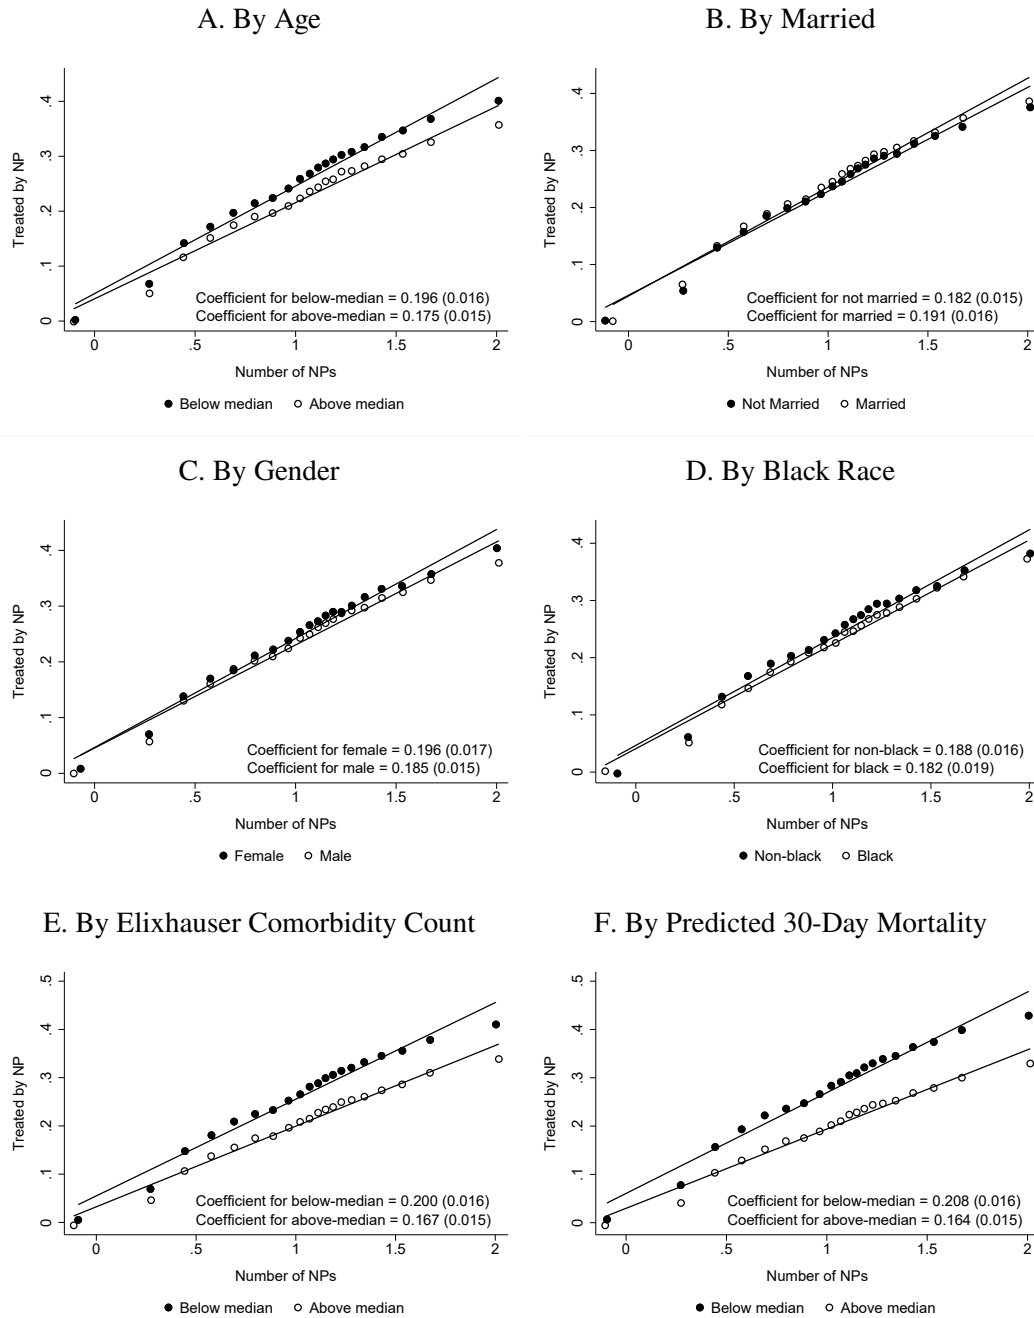 A. By Age
Treated by NP
.4
.3
.2
.1
0
Coefficient for below-median = 0.196 (0.016)
Coefficient for above-median = 0.175 (0.015)
0 .5 1 1.5 2
Number of NPs
Below median Above median
B. By Married
Treated by NP
.4
.3
.2
.1
0
Coefficient for not married = 0.182 (0.015)
Coefficient for married = 0.191 (0.016)
0 .5 1 1.5 2
Number of NPs
Not Married Married
C. By Gender
Treated by NP
.4
.3
.2
.1
0
Coefficient for female = 0.196 (0.017)
Coefficient for male = 0.185 (0.015)
0 .5 1 1.5 2
Number of NPs
Female Male
D. By Black Race
Treated by NP
.4
.3
.2
.1
0
Coefficient for non-black = 0.188 (0.016)
Coefficient for black = 0.182 (0.019)
0 .5 1 1.5 2
Number of NPs
Non-black Black
E. By Elixhauser Comorbidity Count
Treated by NP
.5
.4
.3
.2
.1
0
Coefficient for below-median = 0.200 (0.016)
Coefficient for above-median = 0.167 (0.015)
0 .5 1 1.5 2
Number of NPs
Below median Above median
F. By Predicted 30-Day Mortality
Treated by NP
.5
.4
.3
.2
.1
0
Coefficient for below-median = 0.208 (0.016)
Coefficient for above-median = 0.164 (0.015)
0 .5 1 1.5 2
Number of NPs
Below median Above median